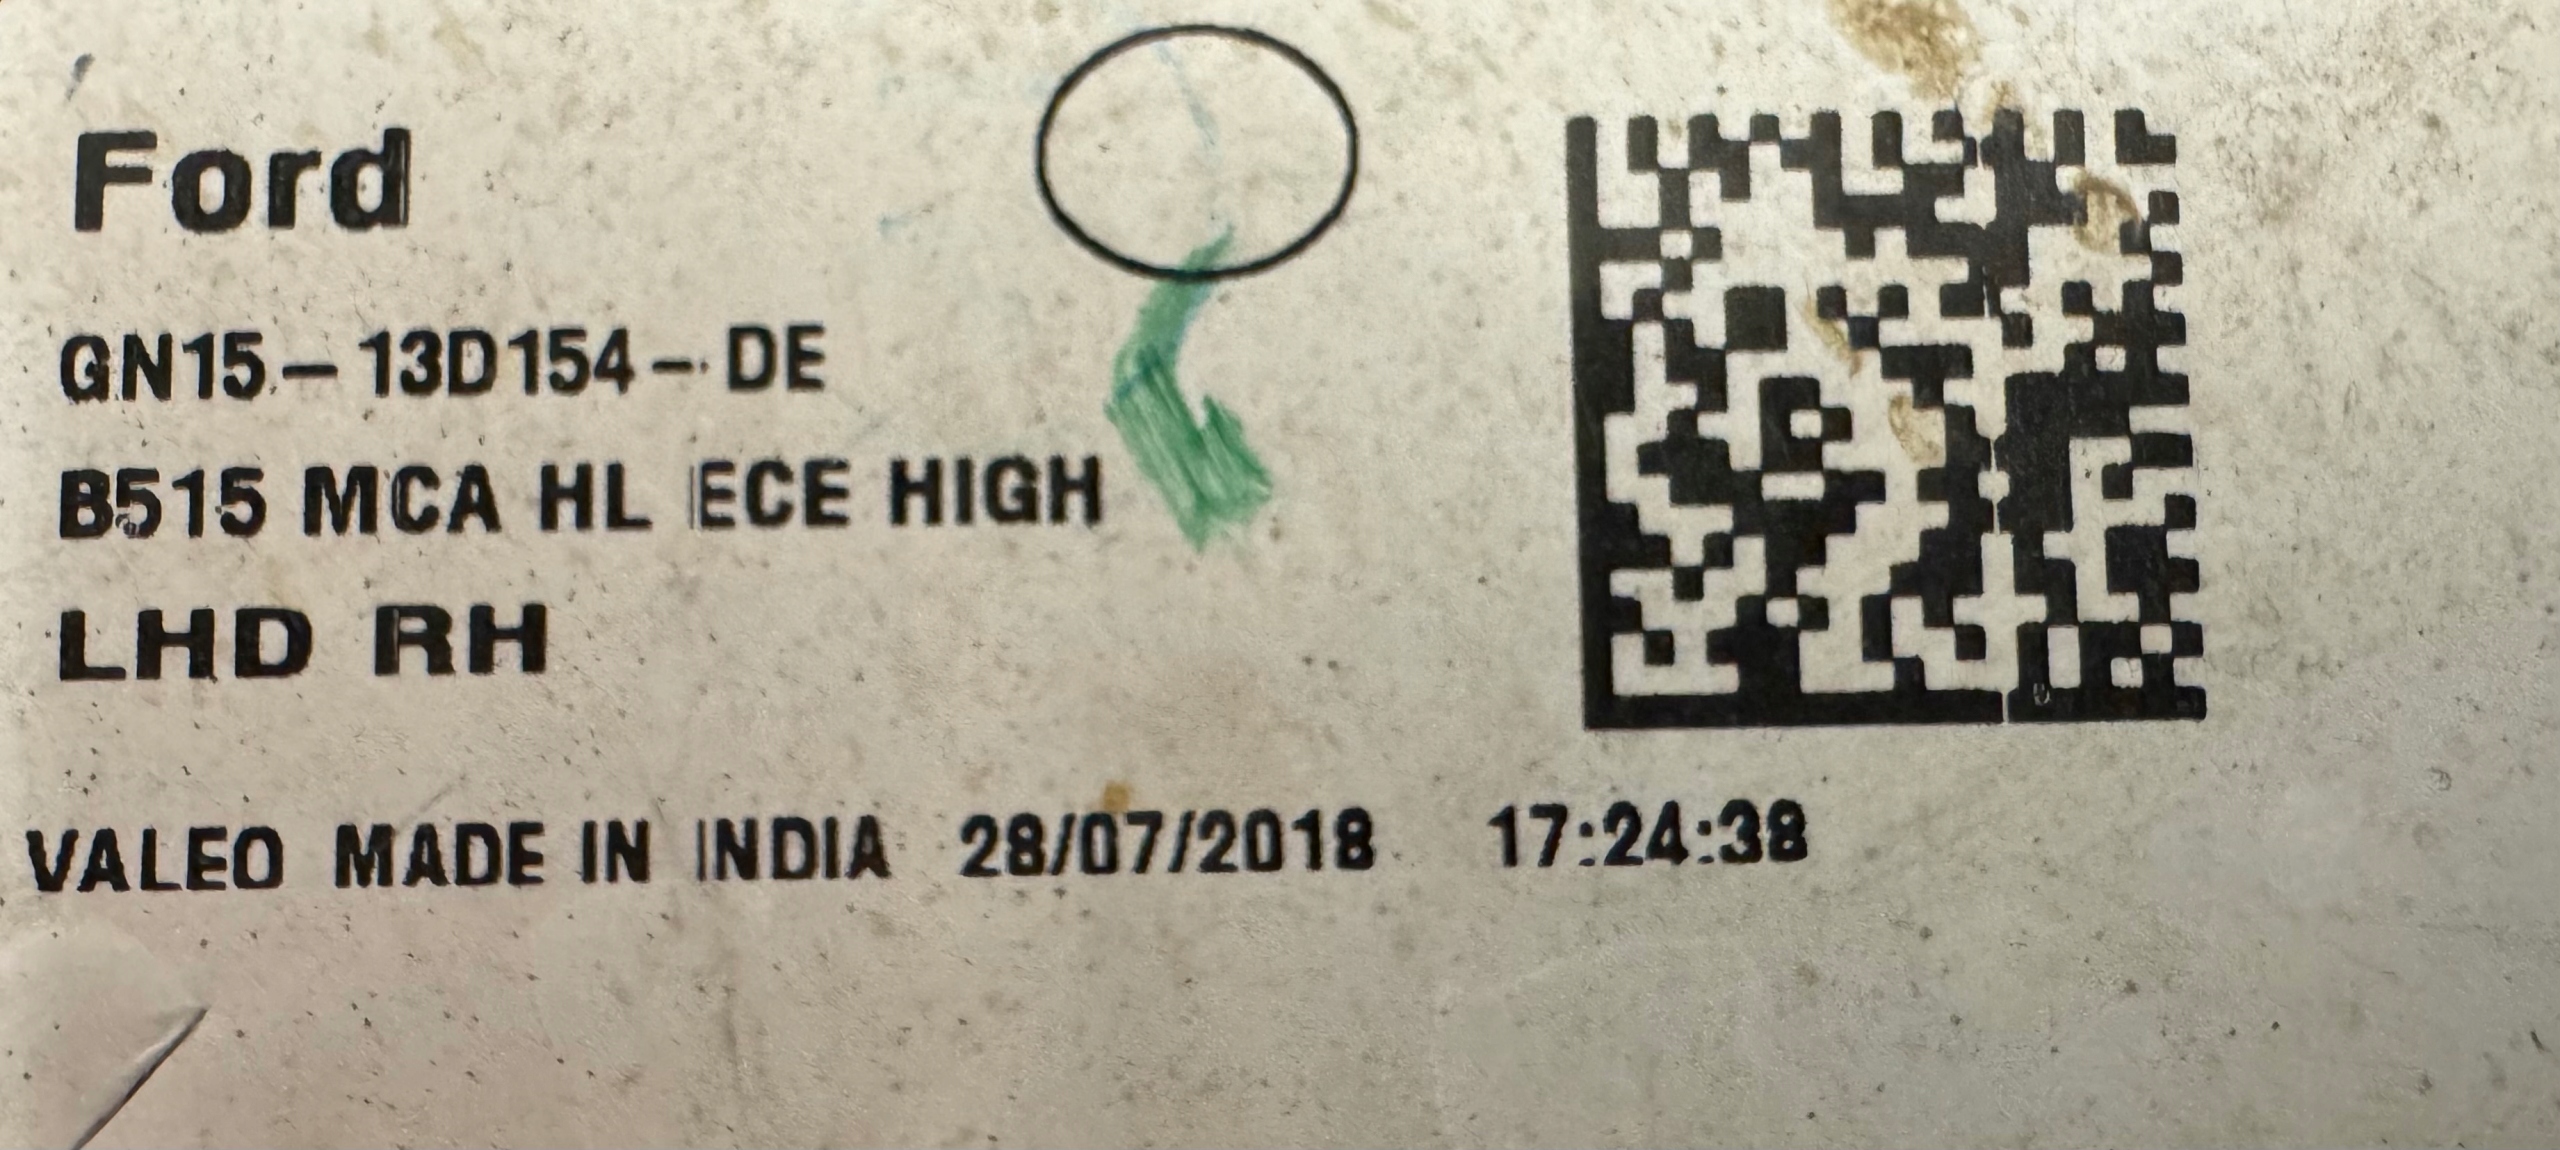 Ford
GN15-13D154-DE
B515 MCA HL ECE HIGH
LHD RH
VALEO MADE IN INDIA 28/07/2018 17:24:38